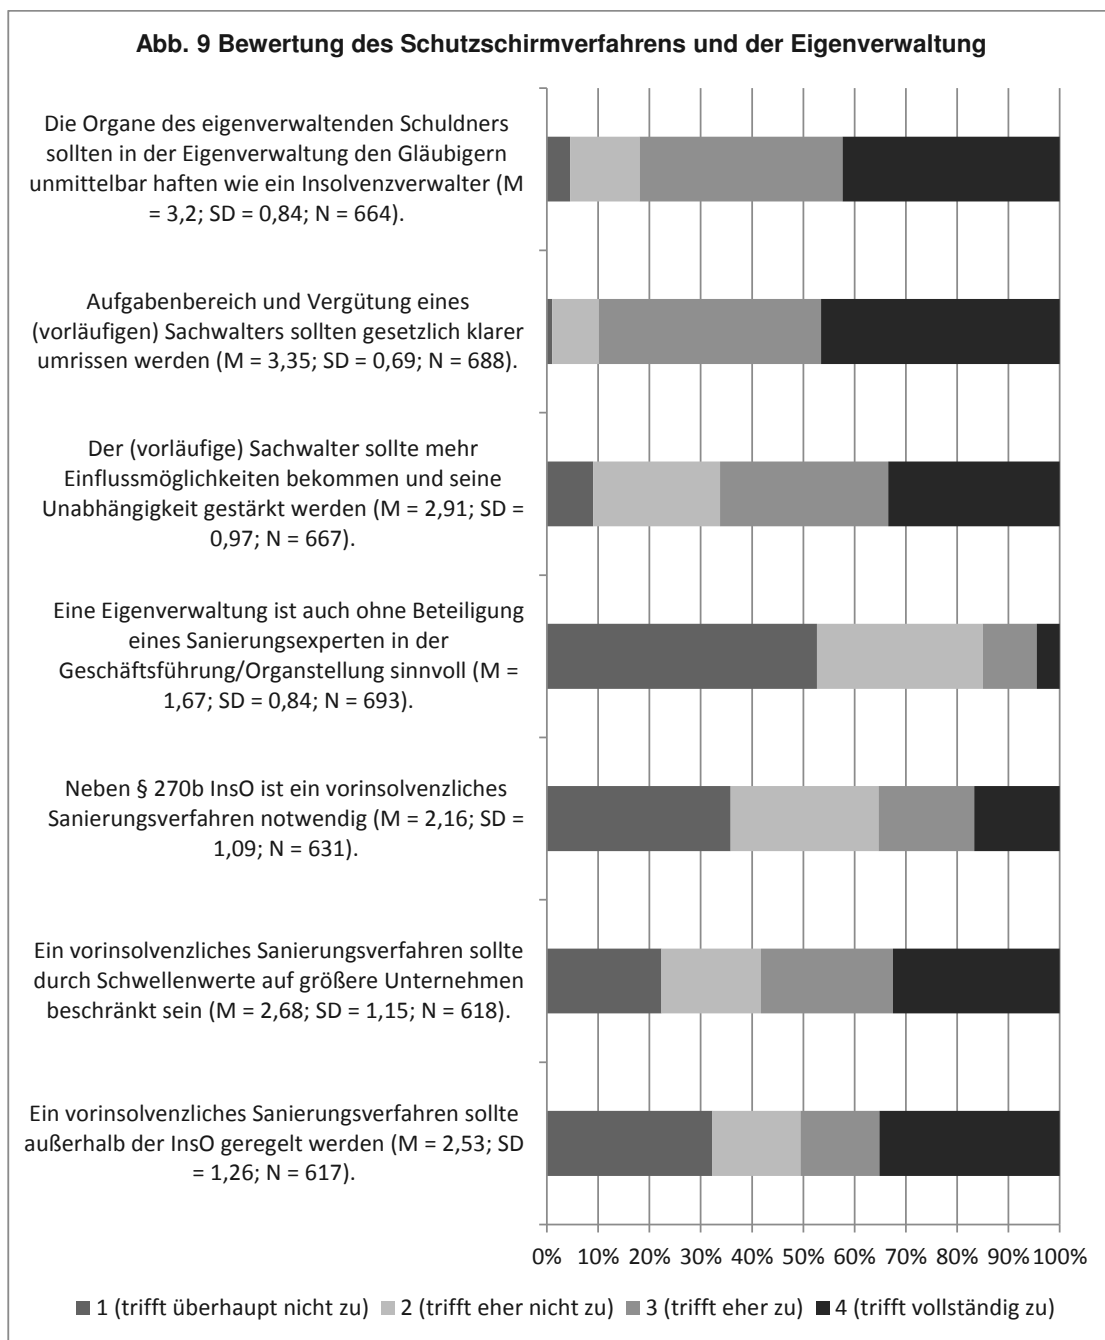 Abb. 9 Bewertung des Schutzschirmverfahrens und der Eigenverwaltung
Die Organe des eigenverwaltenden Schuldners
sollten in der Eigenverwaltung den Gläubigern
unmittelbar haften wie ein Insolvenzverwalter (M
= 3,2; SD = 0,84; N = 664).
Aufgabenbereich und Vergütung eines
(vorläufigen) Sachwalters sollten gesetzlich klarer
umrissen werden (M = 3,35; SD = 0,69; N = 688).
Der (vorläufige) Sachwalter sollte mehr
Einflussmöglichkeiten bekommen und seine
Unabhängigkeit gestärkt werden (M = 2,91; SD =
0,97; N = 667).
Eine Eigenverwaltung ist auch ohne Beteiligung
eines Sanierungsexperten in der
Geschäftsführung/Organstellung sinnvoll (M =
1,67; SD = 0,84; N = 693).
Neben § 270b InsO ist ein vorinsolvenzliches
Sanierungsverfahren notwendig (M = 2,16; SD =
1,09; N = 631).
Ein vorinsolvenzliches Sanierungsverfahren sollte
durch Schwellenwerte auf größere Unternehmen
beschränkt sein (M = 2,68; SD = 1,15; N = 618).
Ein vorinsolvenzliches Sanierungsverfahren sollte
außerhalb der InsO geregelt werden (M = 2,53; SD
= 1,26; N = 617).
0% 10% 20% 30% 40% 50% 60% 70% 80% 90% 100%
1 (trifft überhaupt nicht zu) 2 (trifft eher nicht zu) 3 (trifft eher zu) 4 (trifft vollständig zu)